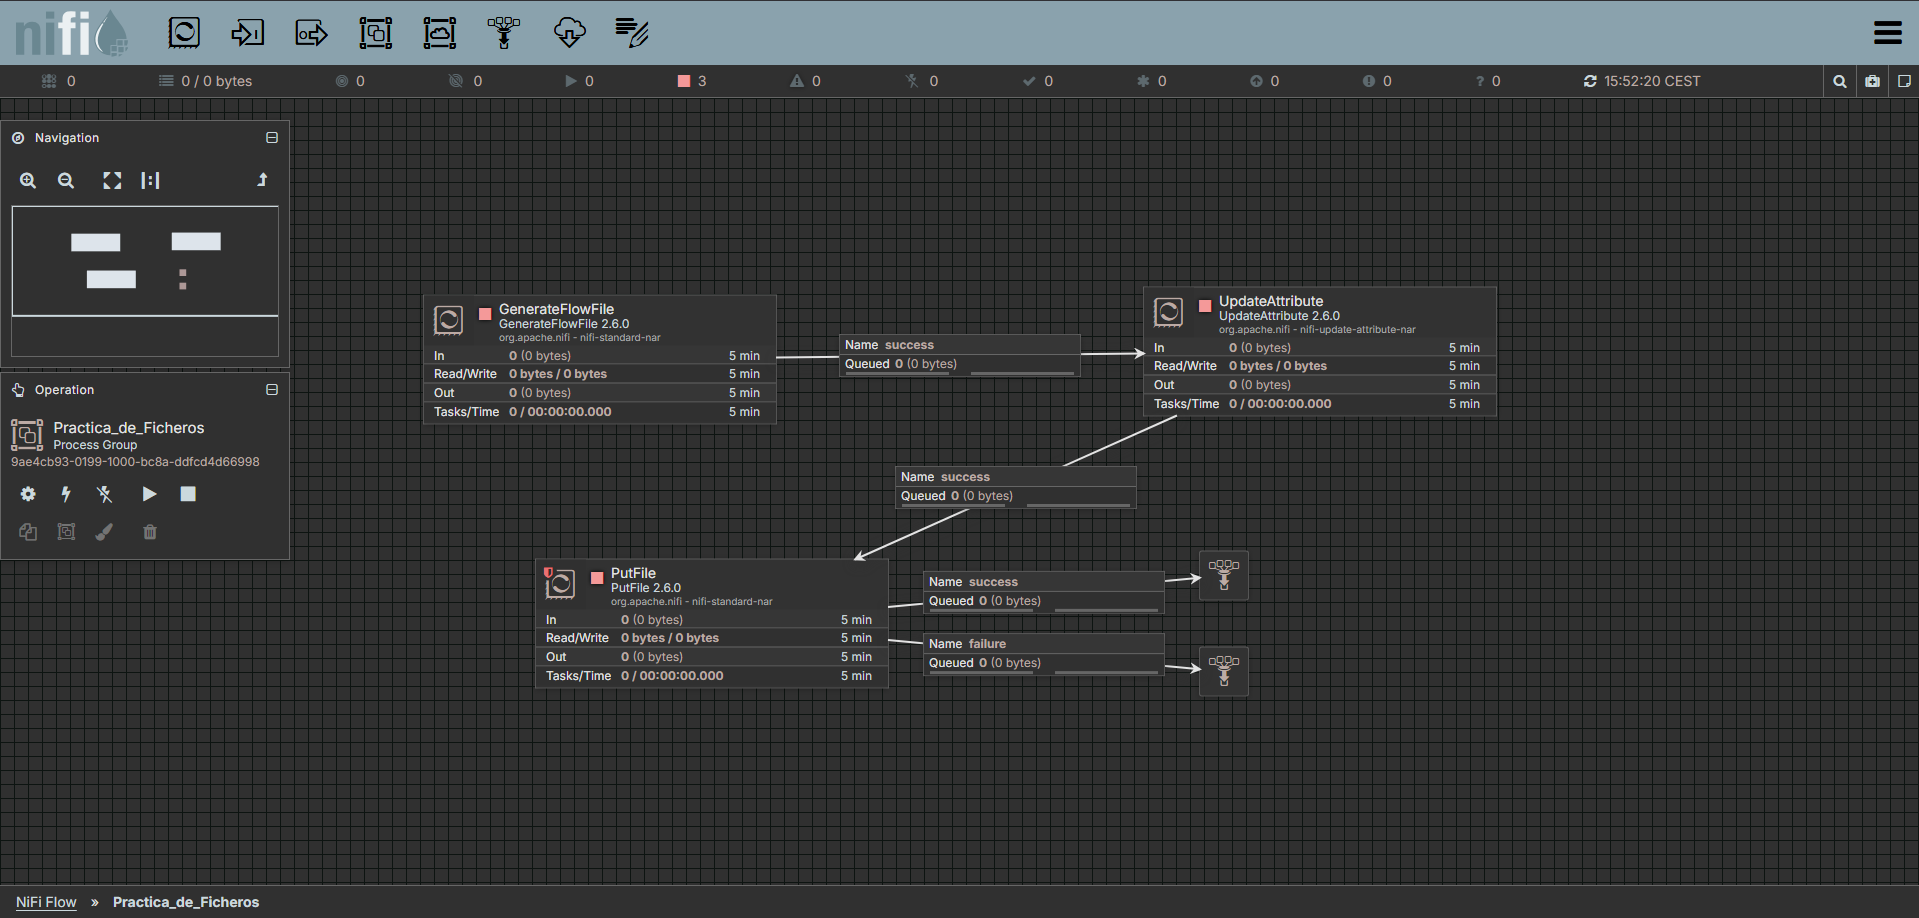 nifi
0
0 / 0 bytes
0
0
0
3
0
0
0
0
0
0
? 0
15:52:20 CEST
Navigation
Operation
Practica_de_Ficheros
Process Group
9ae4cb93-0199-1000-bc8a-ddfcd4d66998
GenerateFlowFile
GenerateFlowFile 2.6.0
org.apache.nifi - nifi-standard-nar
In 0 (0 bytes) 5 min
Read/Write 0 bytes / 0 bytes 5 min
Out 0 (0 bytes) 5 min
Tasks/Time 0 / 00:00:00.000 5 min
Name success
Queued 0 (0 bytes)
UpdateAttribute
UpdateAttribute 2.6.0
org.apache.nifi - nifi-update-attribute-nar
In 0 (0 bytes) 5 min
Read/Write 0 bytes / 0 bytes 5 min
Out 0 (0 bytes) 5 min
Tasks/Time 0 / 00:00:00.000 5 min
Name success
Queued 0 (0 bytes)
PutFile
PutFile 2.6.0
org.apache.nifi - nifi-standard-nar
In 0 (0 bytes) 5 min
Read/Write 0 bytes / 0 bytes 5 min
Out 0 (0 bytes) 5 min
Tasks/Time 0 / 00:00:00.000 5 min
Name success
Queued 0 (0 bytes)
Name failure
Queued 0 (0 bytes)
NiFi Flow » Practica_de_Ficheros